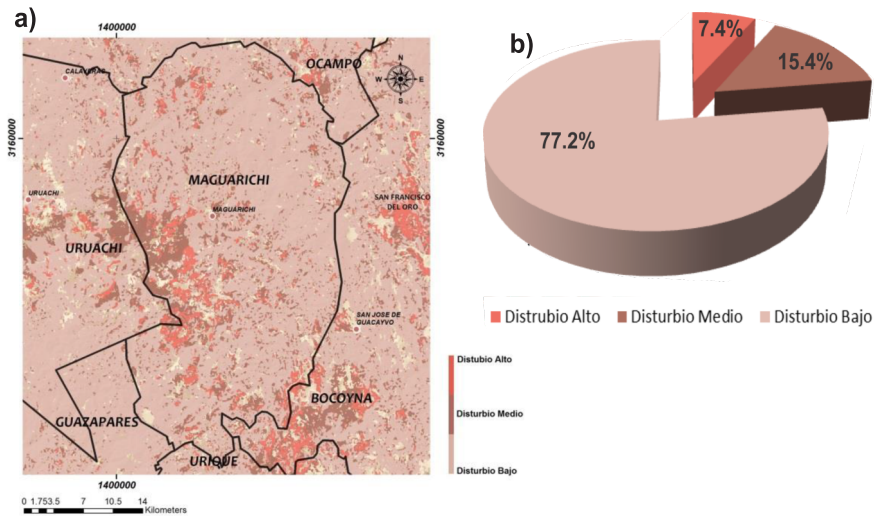 a)
1400000
3160000
CALAVERAS
OCAMPO
N
W E
S
3160000
MAGUARICHI
URUACHI
MAGUARICHI
SAN FRANCISCO
DEL ORO
URUACHI
SAN JOSE DE
GUACAYVO
BOCOYNA
GUAZAPARES
URIQUE
1400000
0 1.753.5 7 10.5 14
Kilometers
b)
7.4%
15.4%
77.2%
Distrubio Alto Disturbio Medio Disturbio Bajo
Distubio Alto
Disturbio Medio
Disturbio Bajo